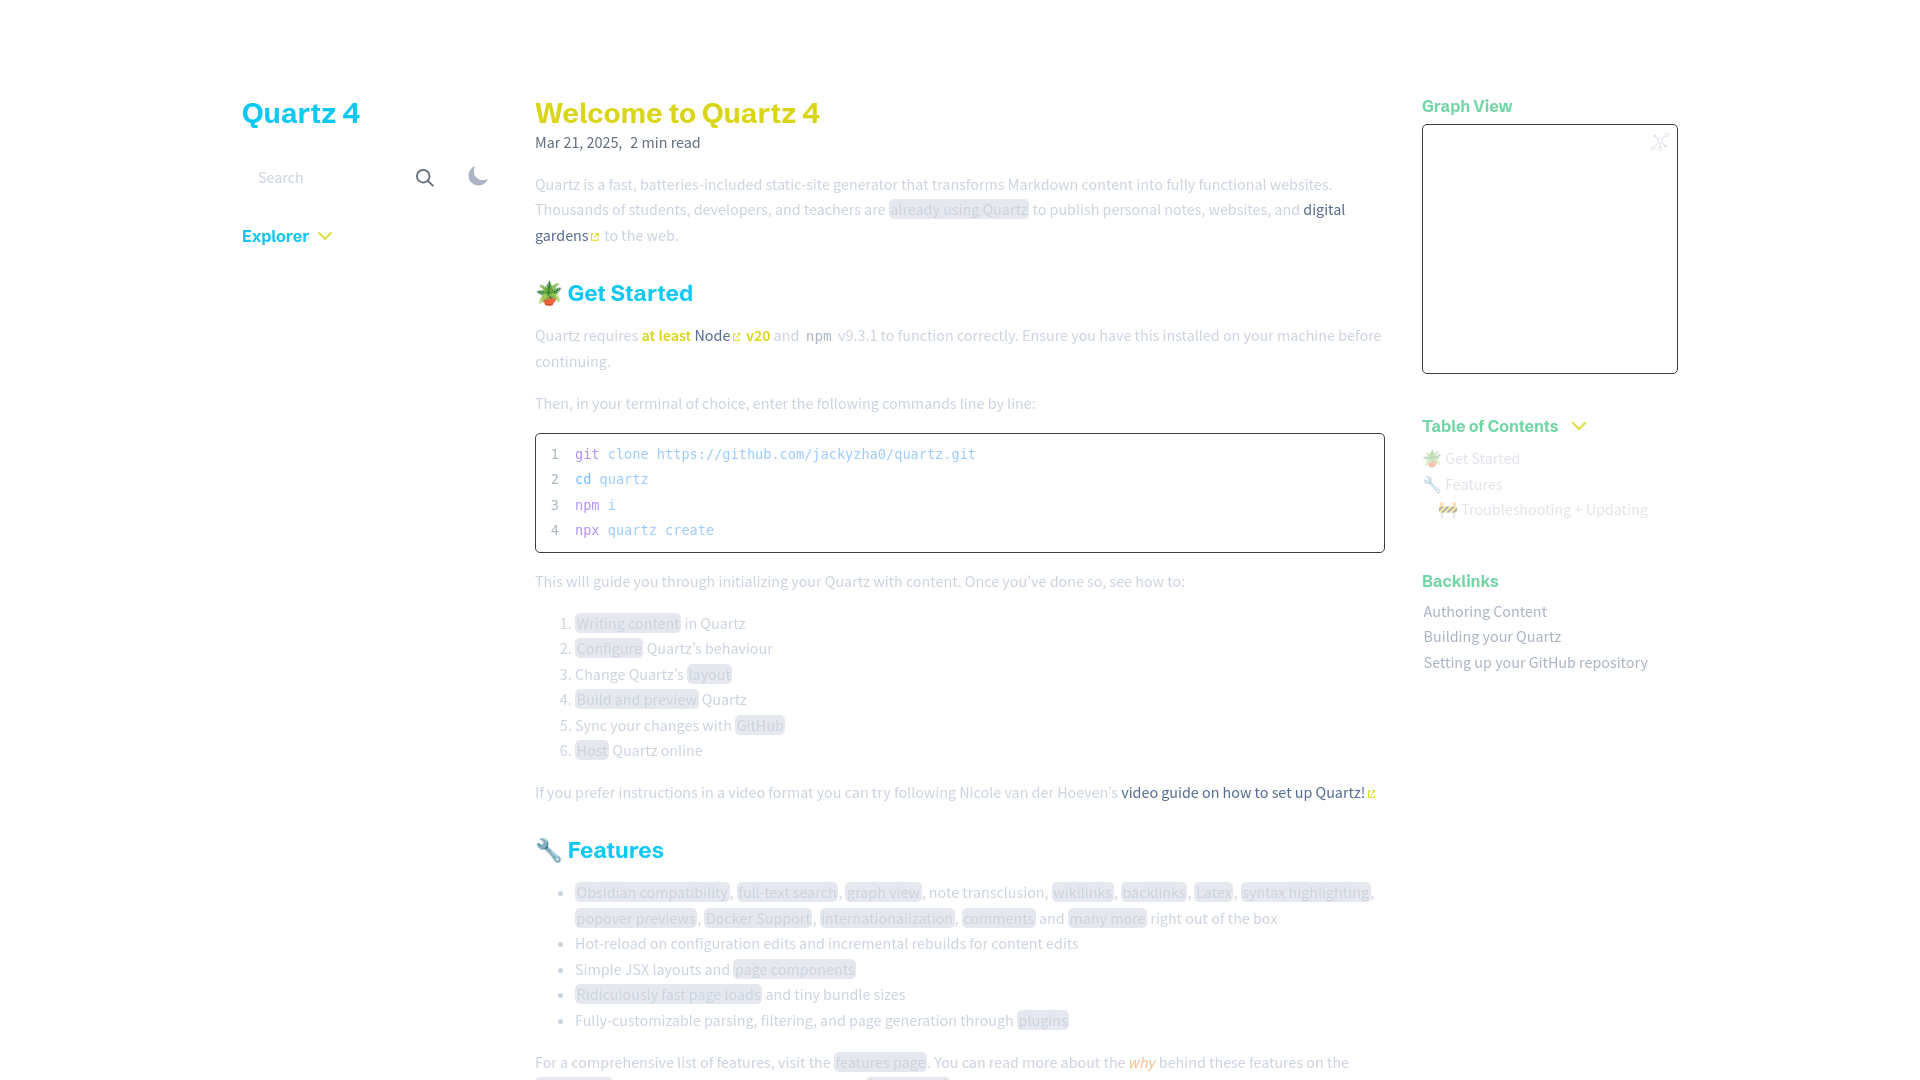 Quartz 4
Search
Explorer
Welcome to Quartz 4
Mar 21, 2025, 2 min read
Quartz is a fast, batteries-included static-site generator that transforms Markdown content into fully functional websites.
Thousands of students, developers, and teachers are already using Quartz to publish personal notes, websites, and digital
gardens to the web.
🪴 Get Started
Quartz requires at least Node v20 and npm v9.3.1 to function correctly. Ensure you have this installed on your machine before
continuing.
Then, in your terminal of choice, enter the following commands line by line:
1 git clone https://github.com/jackyzha0/quartz.git
2 cd quartz
3 npm i
4 npx quartz create
This will guide you through initializing your Quartz with content. Once you’ve done so, see how to:
1. Writing content in Quartz
2. Configure Quartz’s behaviour
3. Change Quartz’s layout
4. Build and preview Quartz
5. Sync your changes with GitHub
6. Host Quartz online
If you prefer instructions in a video format you can try following Nicole van der Hoeven’s video guide on how to set up Quartz!
🔧 Features
• Obsidian compatibility, full-text search, graph view, note transclusion, wikilinks, backlinks, Latex, syntax highlighting,
popover previews, Docker Support, internationalization, comments and many more right out of the box
• Hot-reload on configuration edits and incremental rebuilds for content edits
• Simple JSX layouts and page components
• Ridiculously fast page loads and tiny bundle sizes
• Fully-customizable parsing, filtering, and page generation through plugins
For a comprehensive list of features, visit the features page. You can read more about the why behind these features on the
Graph View
Table of Contents
🪴 Get Started
🔧 Features
🚧 Troubleshooting + Updating
Backlinks
Authoring Content
Building your Quartz
Setting up your GitHub repository